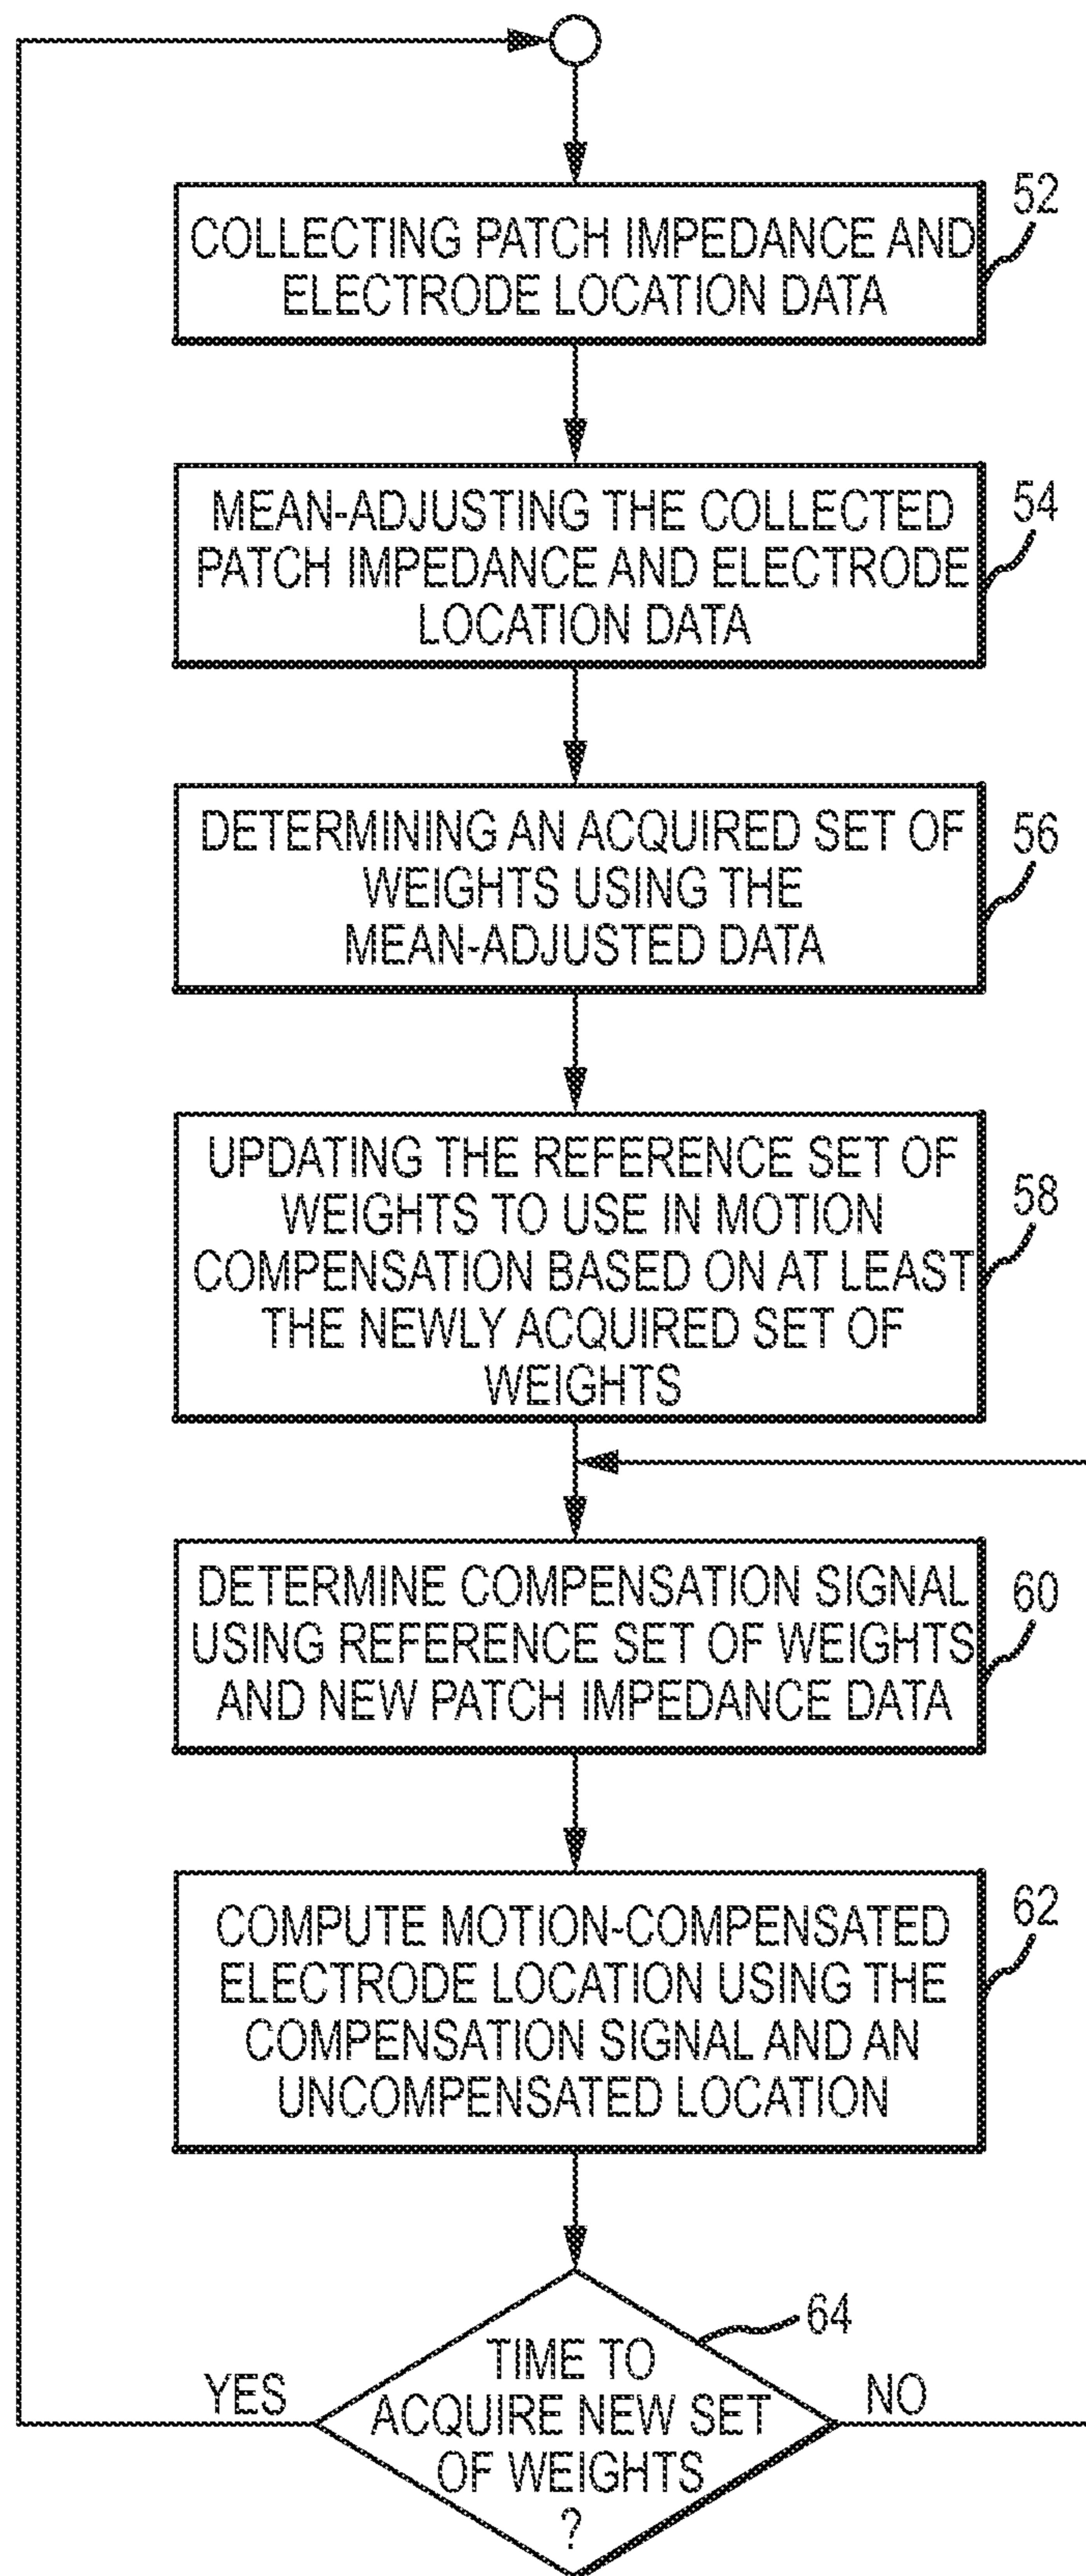 COLLECTING PATCH IMPEDANCE AND
ELECTRODE LOCATION DATA
52
MEAN-ADJUSTING THE COLLECTED
PATCH IMPEDANCE AND ELECTRODE
LOCATION DATA
54
DETERMINING AN ACQUIRED SET OF
WEIGHTS USING THE
MEAN-ADJUSTED DATA
56
UPDATING THE REFERENCE SET OF
WEIGHTS TO USE IN MOTION
COMPENSATION BASED ON AT LEAST
THE NEWLY ACQUIRED SET OF
WEIGHTS
58
DETERMINE COMPENSATION SIGNAL
USING REFERENCE SET OF WEIGHTS
AND NEW PATCH IMPEDANCE DATA
60
COMPUTE MOTION-COMPENSATED
ELECTRODE LOCATION USING THE
COMPENSATION SIGNAL AND AN
UNCOMPENSATED LOCATION
62
64
YES
TIME TO
ACQUIRE NEW SET
OF WEIGHTS
?
NO